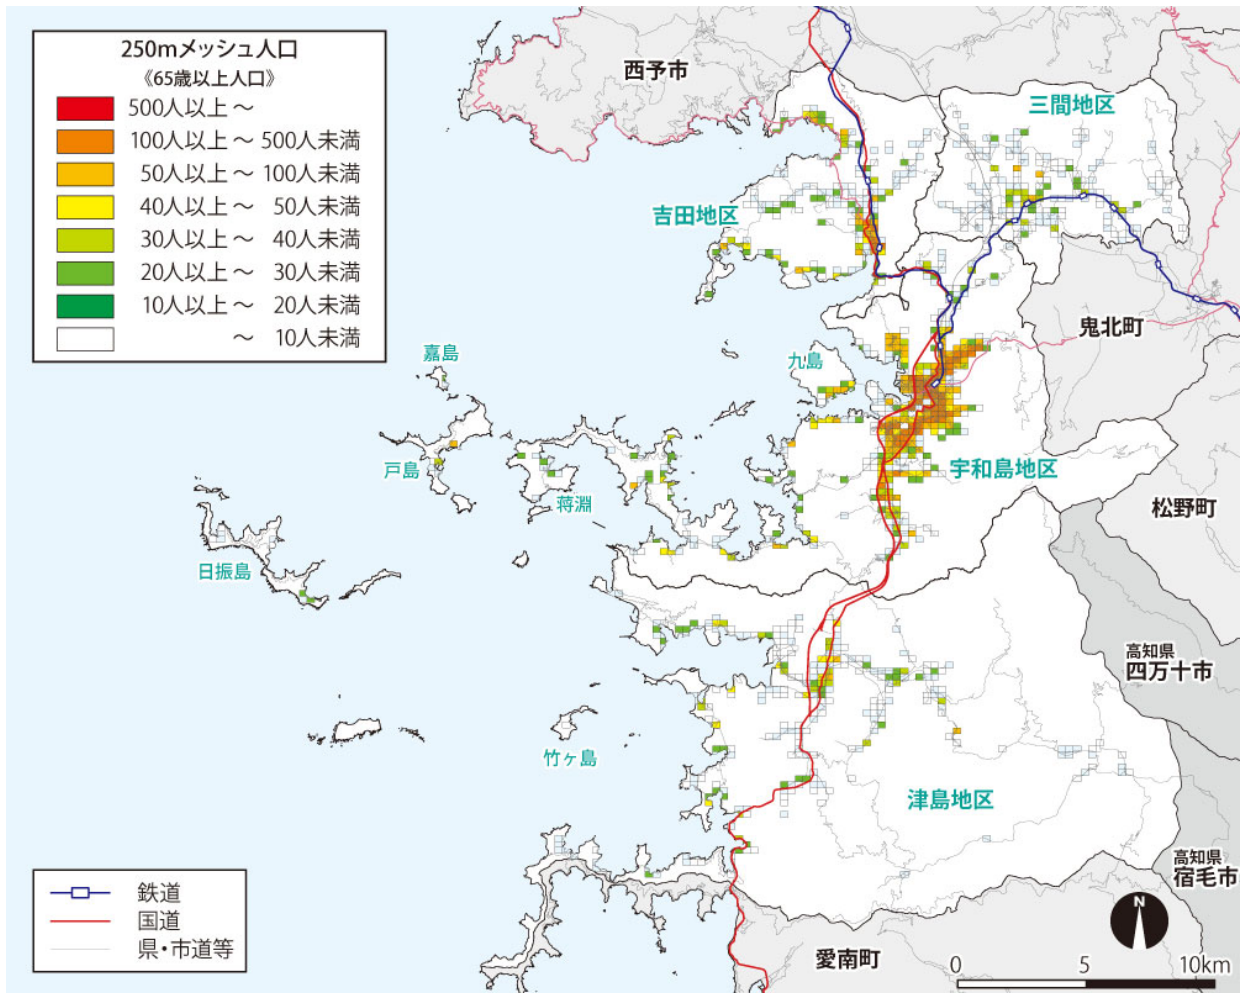 250mメッシュ人口
《65歳以上人口》
500人以上～
100人以上～ 500人未満
50人以上～ 100人未満
40人以上～ 50人未満
30人以上～ 40人未満
20人以上～ 30人未満
10人以上～ 20人未満
～ 10人未満
西予市
三間地区
吉田地区
鬼北町
嘉島
九島
戸島
蒋淵
宇和島地区
松野町
日振島
高知県
四万十市
竹ヶ島
津島地区
高知県
宿毛市
鉄道
国道
県・市道等
愛南町
N
0 5 10km